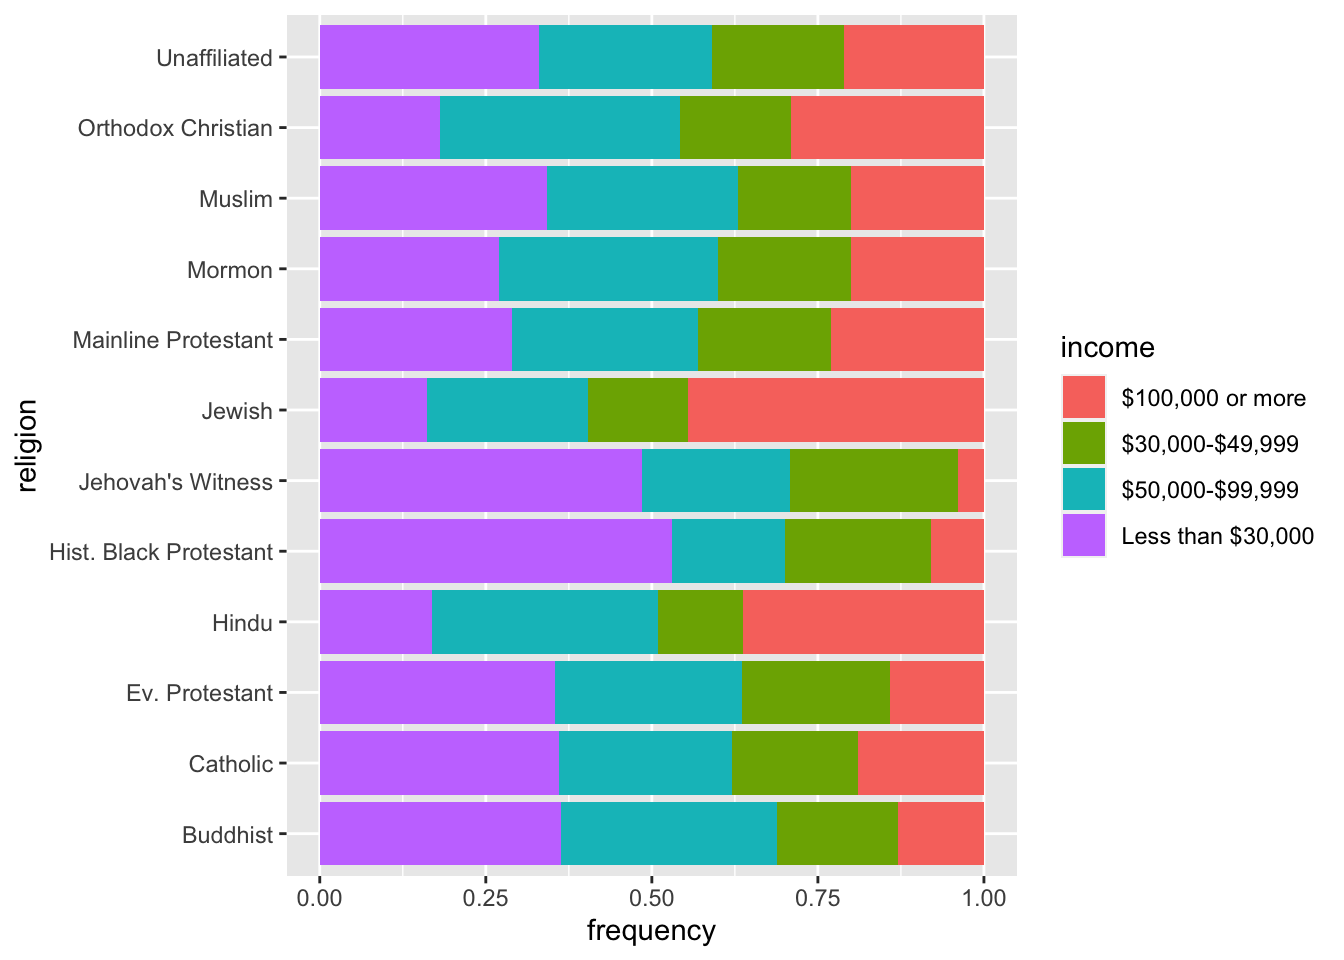 Unaffiliated
Orthodox Christian
Muslim
Mormon
Mainline Protestant
Jewish
Jehovah's Witness
Hist. Black Protestant
Hindu
Ev. Protestant
Catholic
Buddhist
religion
0.00 0.25 0.50 0.75 1.00
frequency
income
$100,000 or more
$30,000-$49,999
$50,000-$99,999
Less than $30,000